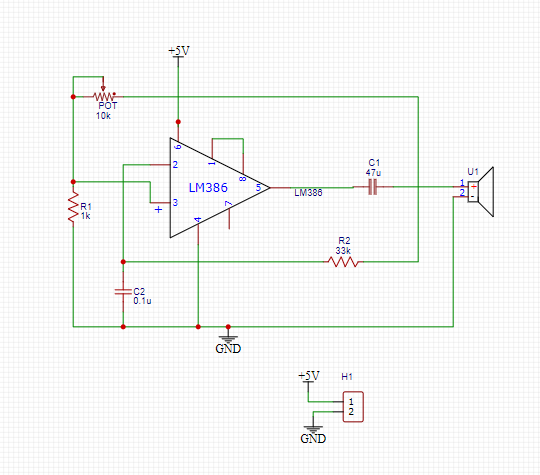 +5V
POT
10k
6
1
8
2
LM386
5
LM386
3
+
4
7
R1
1k
C1
47u
U1
1
+
2
-
R2
33k
C2
0.1u
GND
+5V
H1
1
2
GND